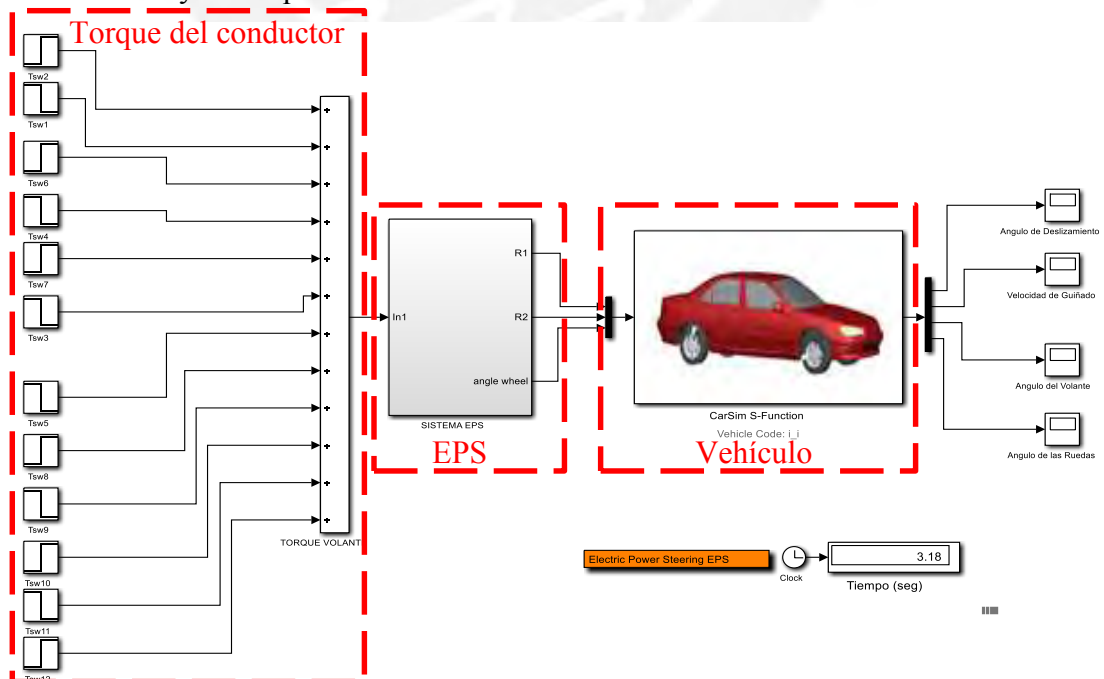 Torque del conductor
Tsw2
Tsw1
Tsw6
Tsw4
Tsw7
Tsw3
Tsw5
Tsw8
Tsw9
Tsw10
Tsw11
Tsw12
+
+
+
+
+
+
+
+
+
+
+
+
TORQUE VOLANT
In1
R1
R2
angle wheel
SISTEMA EPS
EPS
CarSim S-Function
Vehicle Code: i_i
Vehículo
Angulo de Deslizamiento
Velocidad de Guiñado
Angulo del Volante
Angulo de las Ruedas
Electric Power Steering EPS
Clock
3.18
Tiempo (seg)